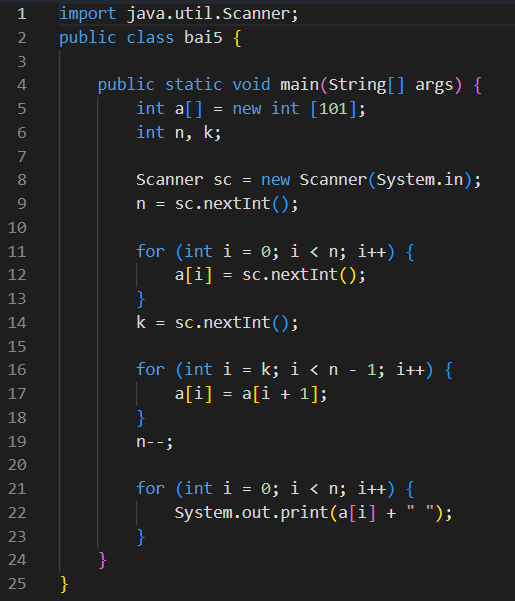 1 import java.util.Scanner;
2 public class bai5 {
3
4     public static void main(String[] args) {
5         int a[] = new int [101];
6         int n, k;
7
8         Scanner sc = new Scanner(System.in);
9         n = sc.nextInt();
10
11         for (int i = 0; i < n; i++) {
12             a[i] = sc.nextInt();
13         }
14         k = sc.nextInt();
15
16         for (int i = k; i < n - 1; i++) {
17             a[i] = a[i + 1];
18         }
19         n--;
20
21         for (int i = 0; i < n; i++) {
22             System.out.print(a[i] + " ");
23         }
24     }
25 }